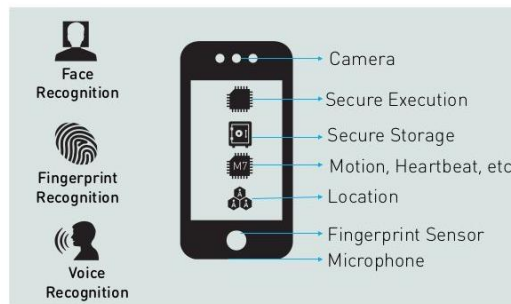 Face
Recognition
Fingerprint
Recognition
Voice
Recognition
Camera
Secure Execution
Secure Storage
M7
Motion, Heartbeat, etc
Location
A
A A
Fingerprint Sensor
Microphone